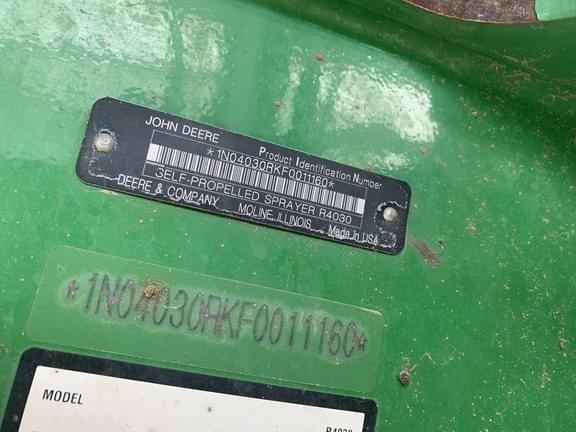 JOHN DEERE Product Identification Number
*1N04030RKF0011160*
SELF-PROPELLED SPRAYER R4030
DEERE & COMPANY MOLINE, ILLINOIS Made In USA
*1N04030RKF0011160*
MODEL
R4030